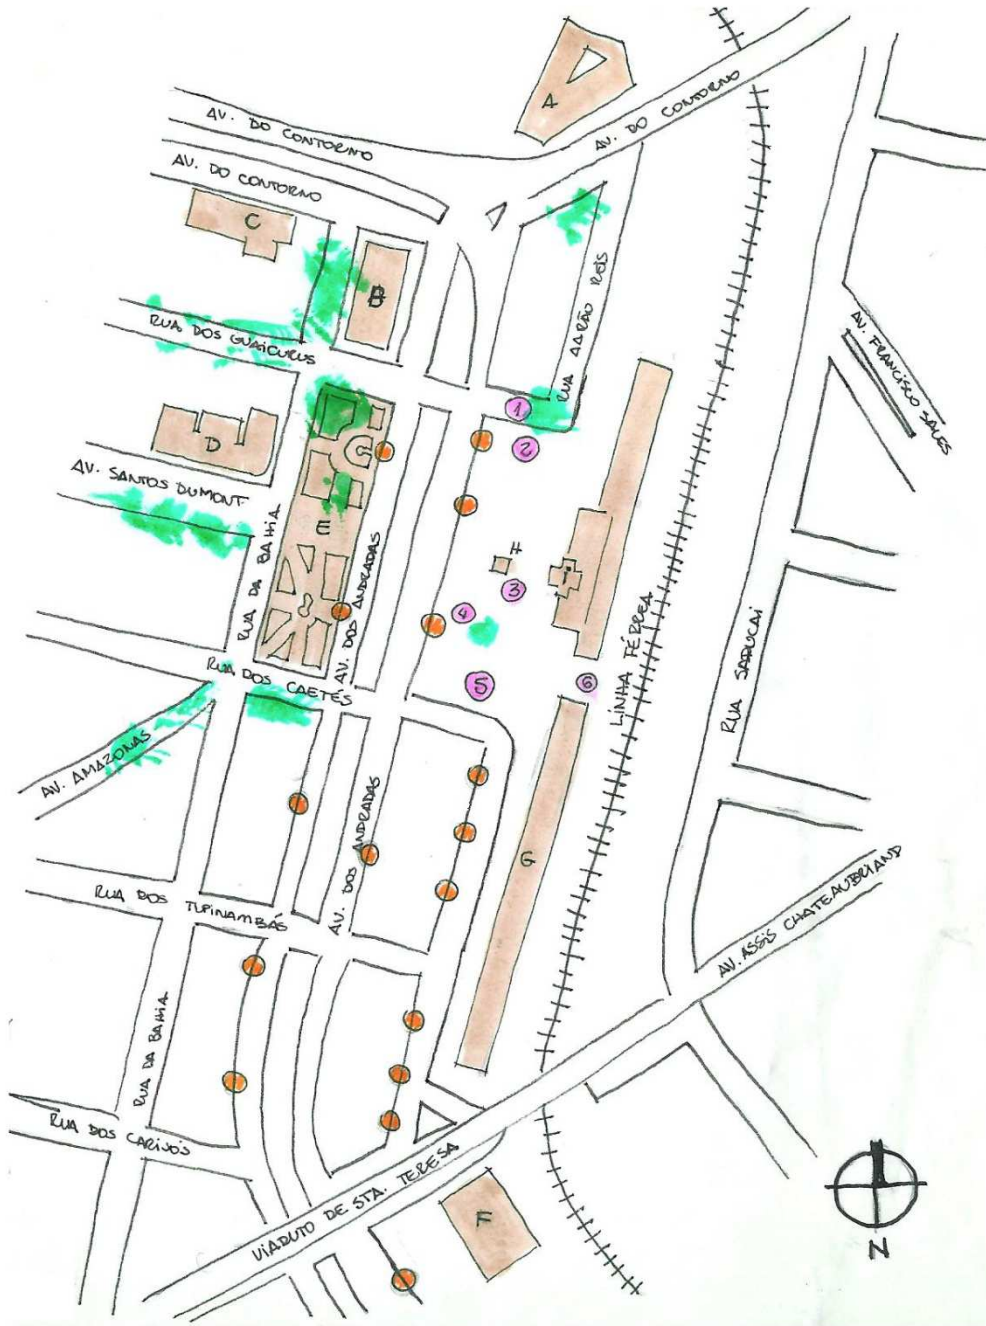 A
AV. DO CONTORNO
AV. DO CONTORNO
AV. DO CONTORNO
C
B
RUA AARÃO REIS
RUA DOS GUAICURUS
AV. FRANCISCO SALES
1
2
D
AV. SANTOS DUMONT
E
RUA DA BAHIA
AV. DOS ANDRADAS
H
I
3
4
5
6
LINHA FÉRREA
RUA SAPUCAI
RUA DOS CAETÉS
AV. AMAZONAS
AV. DOS ANDRADAS
G
RUA DOS TUPINAMBÁS
AV. ASSIS CHATEAUBRIAND
RUA DA BAHIA
RUA DOS CARIJÓS
VIADUTO DE STA. TERESA
F
N